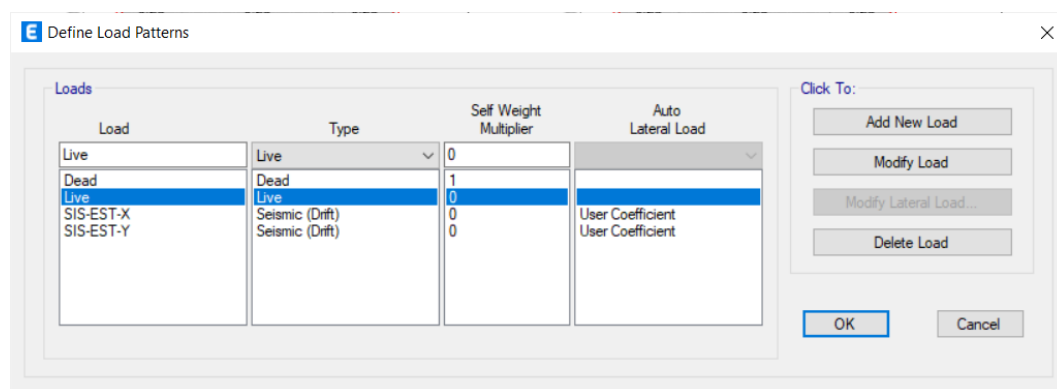 E Define Load Patterns
Loads
Load
Type
Self Weight
Multiplier
Auto
Lateral Load
Live
Live
0
Dead
Dead
1
Live
Live
0
SIS-EST-X
Seismic (Drift)
0
User Coefficient
SIS-EST-Y
Seismic (Drift)
0
User Coefficient
Click To:
Add New Load
Modify Load
Modify Lateral Load...
Delete Load
OK
Cancel